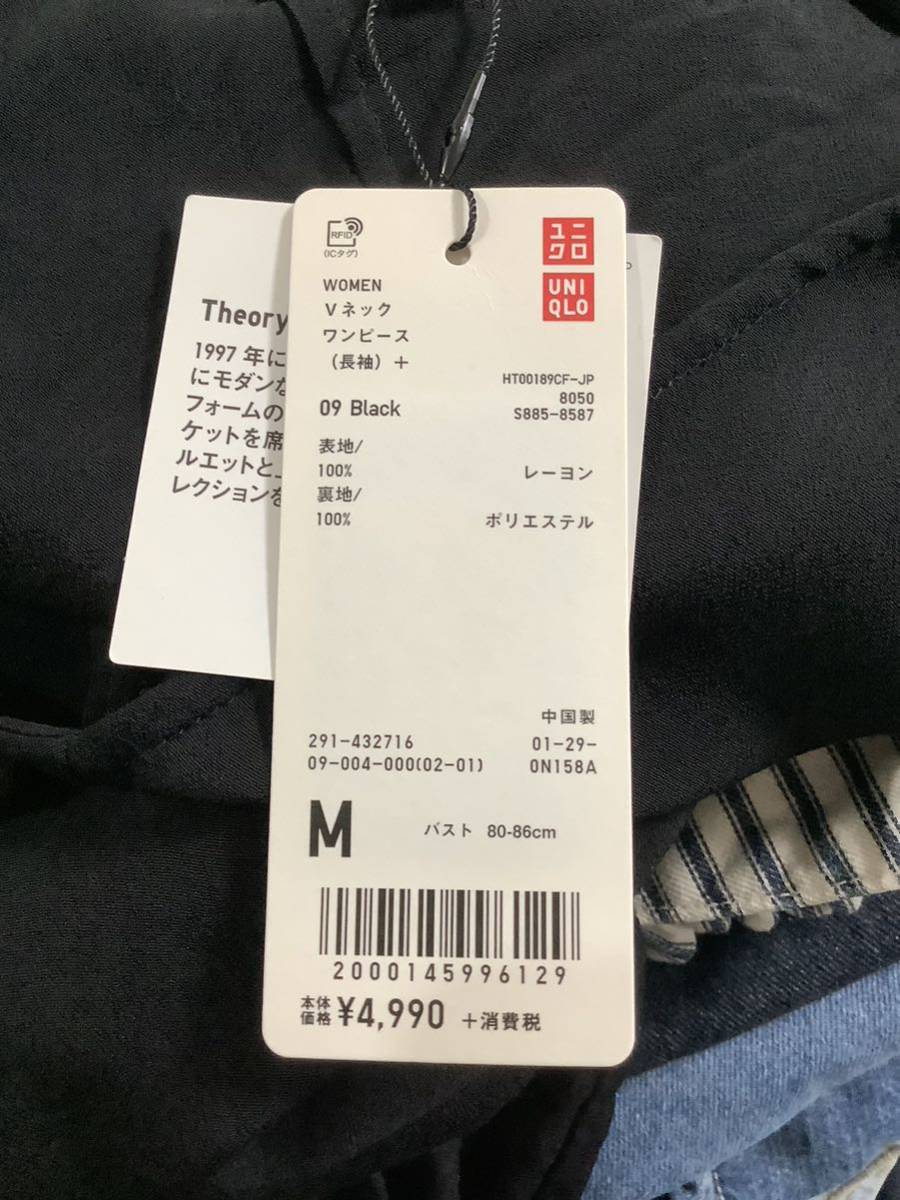 RFID
(ICタグ)
ユニ
クロ
UNI
QLO
WOMEN
Vネック
ワンピース
（長袖）＋
HT00189CF-JP
8050
S885-8587
09 Black
表地/
100% レーヨン
裏地/
100% ポリエステル
中国製
291-432716 01-29-
09-004-000(02-01) 0N158A
M バスト 80-86cm
2000145996129
本体
価格 ¥4,990 +消費税
Theory
1997 年に
にモダンな
フォームの
ケットを席
ルエットと
レクションを
P